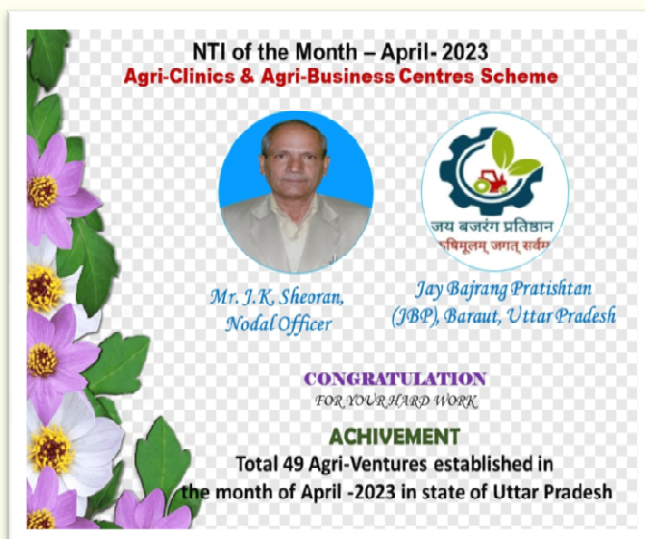 NTI of the Month – April- 2023
Agri-Clinics & Agri-Business Centres Scheme
जय बजरंग प्रतिष्ठान
कृषिमूलम् जगत् सर्वम्
Mr. J.K. Sheoran,
Nodal Officer
Jay Bajrang Pratishtan
(JBP), Baraut, Uttar Pradesh
CONGRATULATION
FOR YOUR HARD WORK
ACHIVEMENT
Total 49 Agri-Ventures established in
the month of April -2023 in state of Uttar Pradesh